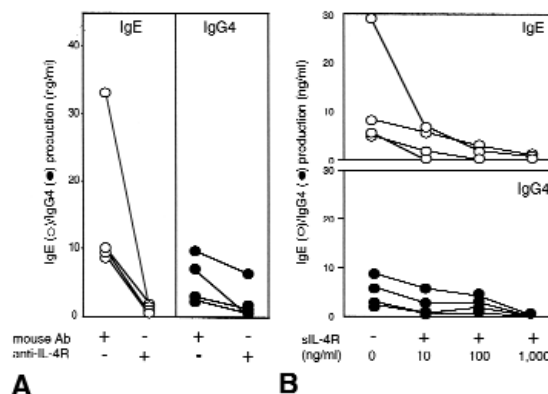 IgE
IgG4
IgE (○)/IgG4 (●) production (ng/ml)
40
30
20
10
0
mouse Ab + - + -
anti-IL-4R - + - +
A
IgE
30
20
10
0
IgG4
30
20
10
0
IgE (○)/IgG4 (●) production (ng/ml)
sIL-4R - + + +
(ng/ml) 0 10 100 1,000
B